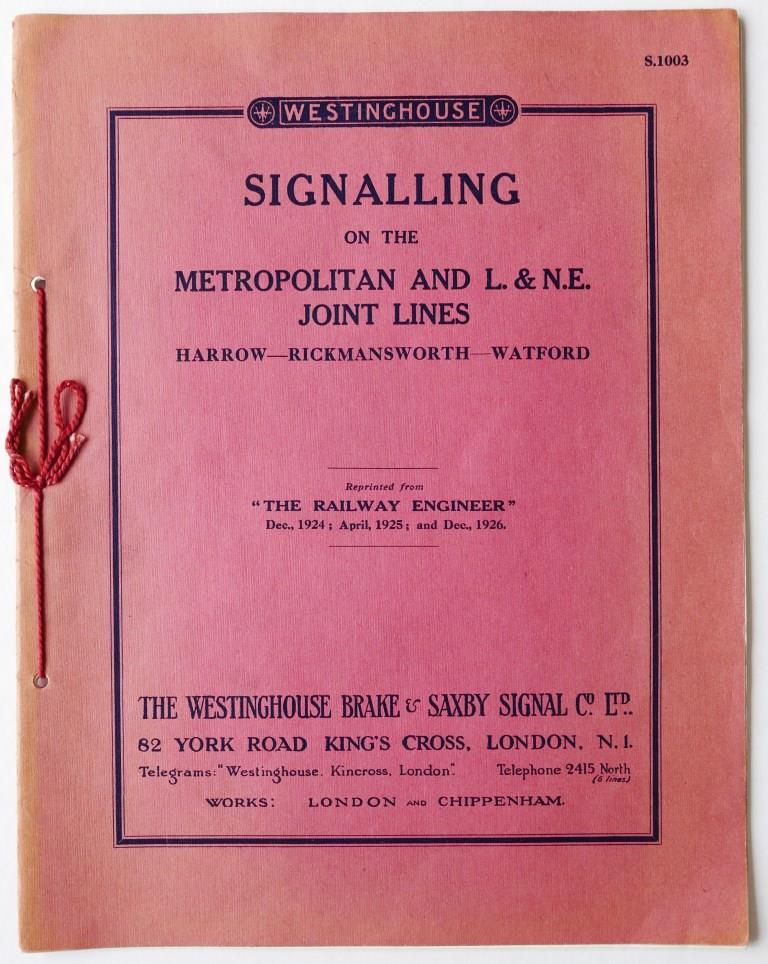 S.1003
WESTINGHOUSE
SIGNALLING
ON THE
METROPOLITAN AND L. & N.E.
JOINT LINES
HARROW—RICKMANSWORTH—WATFORD
Reprinted from
"THE RAILWAY ENGINEER"
Dec., 1924; April, 1925; and Dec., 1926.
THE WESTINGHOUSE BRAKE & SAXBY SIGNAL CO. LTD.
82 YORK ROAD KING'S CROSS, LONDON, N.1.
Telegrams: "Westinghouse. Kincross, London". Telephone 2415 North
(6 lines)
WORKS: LONDON AND CHIPPENHAM.